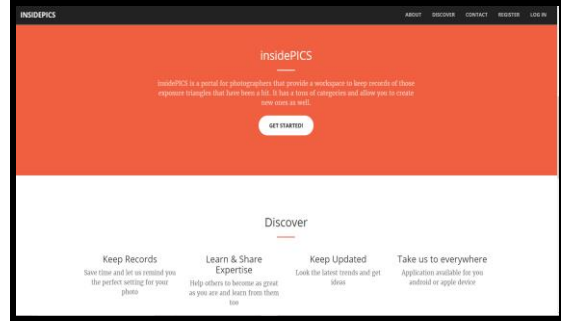 INSIDEPICS
ABOUT DISCOVER CONTACT REGISTER LOG IN
insidePICS
insidePICS is a portal for photographers that provide a workspace to keep records of those
exposure triangles that have been a hit. It has a tons of categories and allow you to create
new ones as well.
GET STARTED!
Discover
Keep Records
Save time and let us remind you
the perfect setting for your
photo
Learn & Share
Expertise
Help others to become as great
as you are and learn from them
too
Keep Updated
Look the latest trends and get
ideas
Take us to everywhere
Application available for you
android or apple device